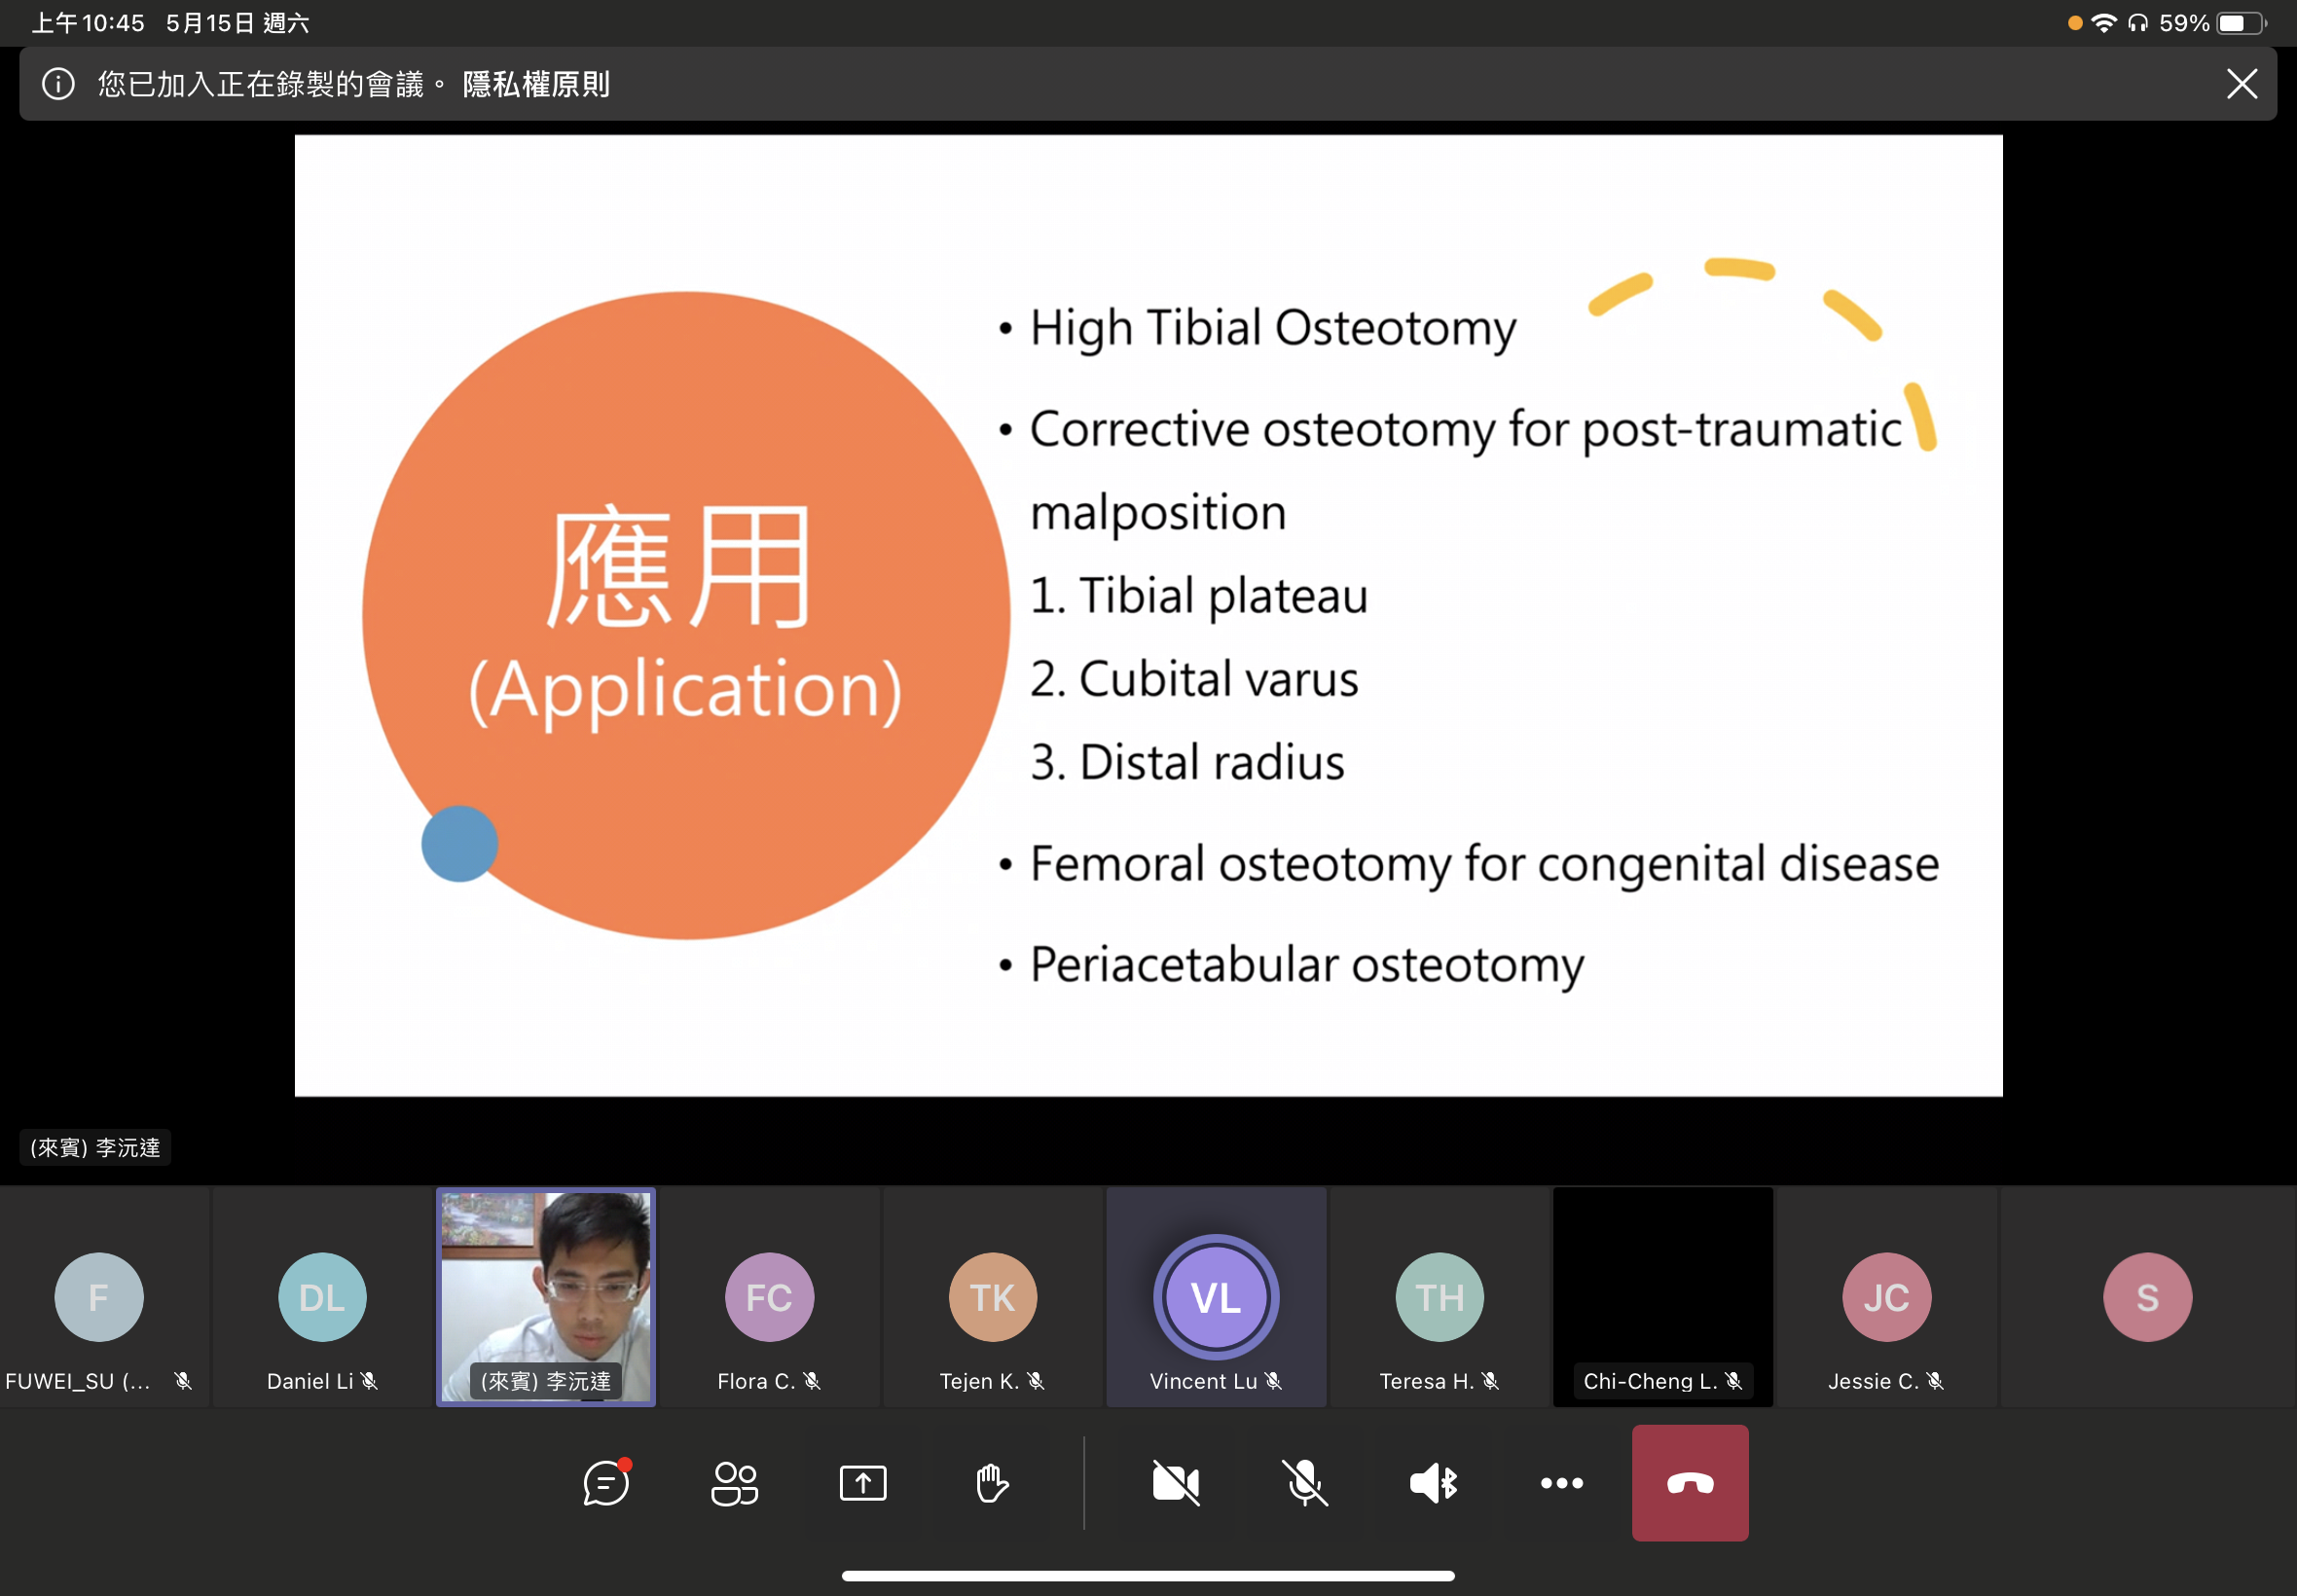 上午10:45 5月15日 週六
59%
您已加入正在錄製的會議。 隱私權原則
應用
(Application)
• High Tibial Osteotomy
• Corrective osteotomy for post-traumatic
malposition
1. Tibial plateau
2. Cubital varus
3. Distal radius
• Femoral osteotomy for congenital disease
• Periacetabular osteotomy
(來賓) 李沅達
F
DL
FC
TK
VL
TH
JC
S
FUWEI_SU (...
Daniel Li
(來賓) 李沅達
Flora C.
Tejen K.
Vincent Lu
Teresa H.
Chi-Cheng L.
Jessie C.